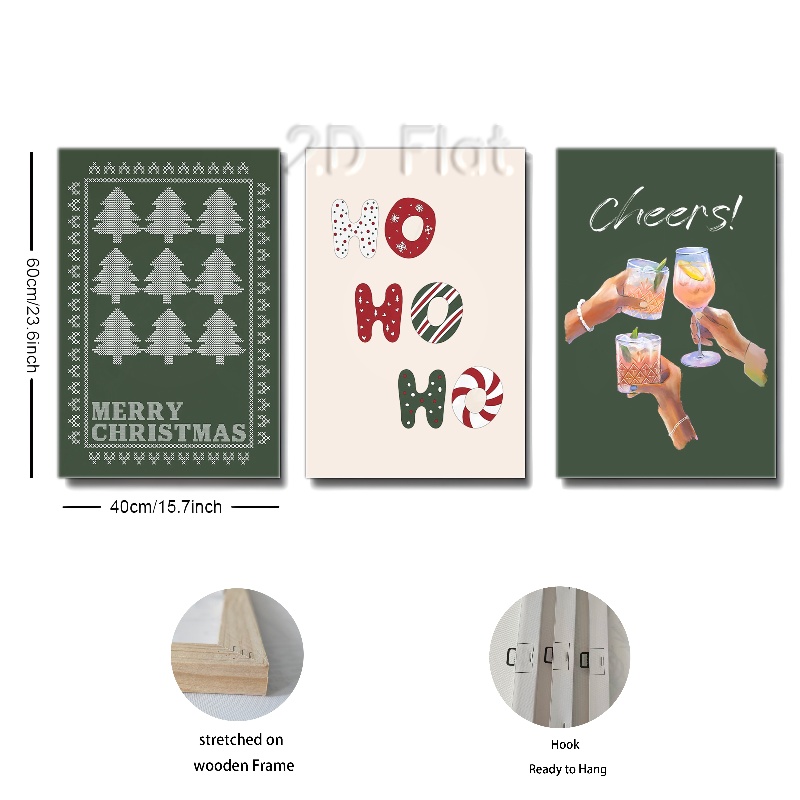 2.D Flat.
60cm/23.6inch
MERRY
CHRISTMAS
HO
HO
HO
Cheers!
40cm/15.7inch
stretched on
wooden Frame
Hook
Ready to Hang